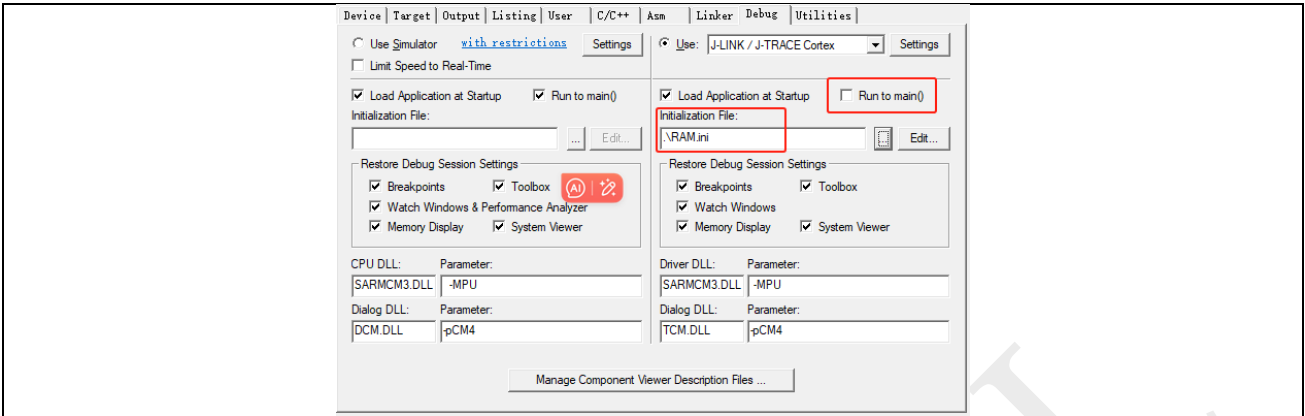 Device Target Output Listing User C/C++ Asm Linker Debug Utilities
Use Simulator with restrictions Settings
Limit Speed to Real-Time
Load Application at Startup Run to main()
Initialization File:
... Edit...
Restore Debug Session Settings
Breakpoints Toolbox
AI
Watch Windows & Performance Analyzer
Memory Display System Viewer
CPU DLL: Parameter:
SARMCM3.DLL -MPU
Dialog DLL: Parameter:
DCM.DLL -pCM4
Use: J-LINK / J-TRACE Cortex Settings
Load Application at Startup Run to main()
Initialization File:
.\RAM.ini ... Edit...
Restore Debug Session Settings
Breakpoints Toolbox
Watch Windows
Memory Display System Viewer
Driver DLL: Parameter:
SARMCM3.DLL -MPU
Dialog DLL: Parameter:
TCM.DLL -pCM4
Manage Component Viewer Description Files ...